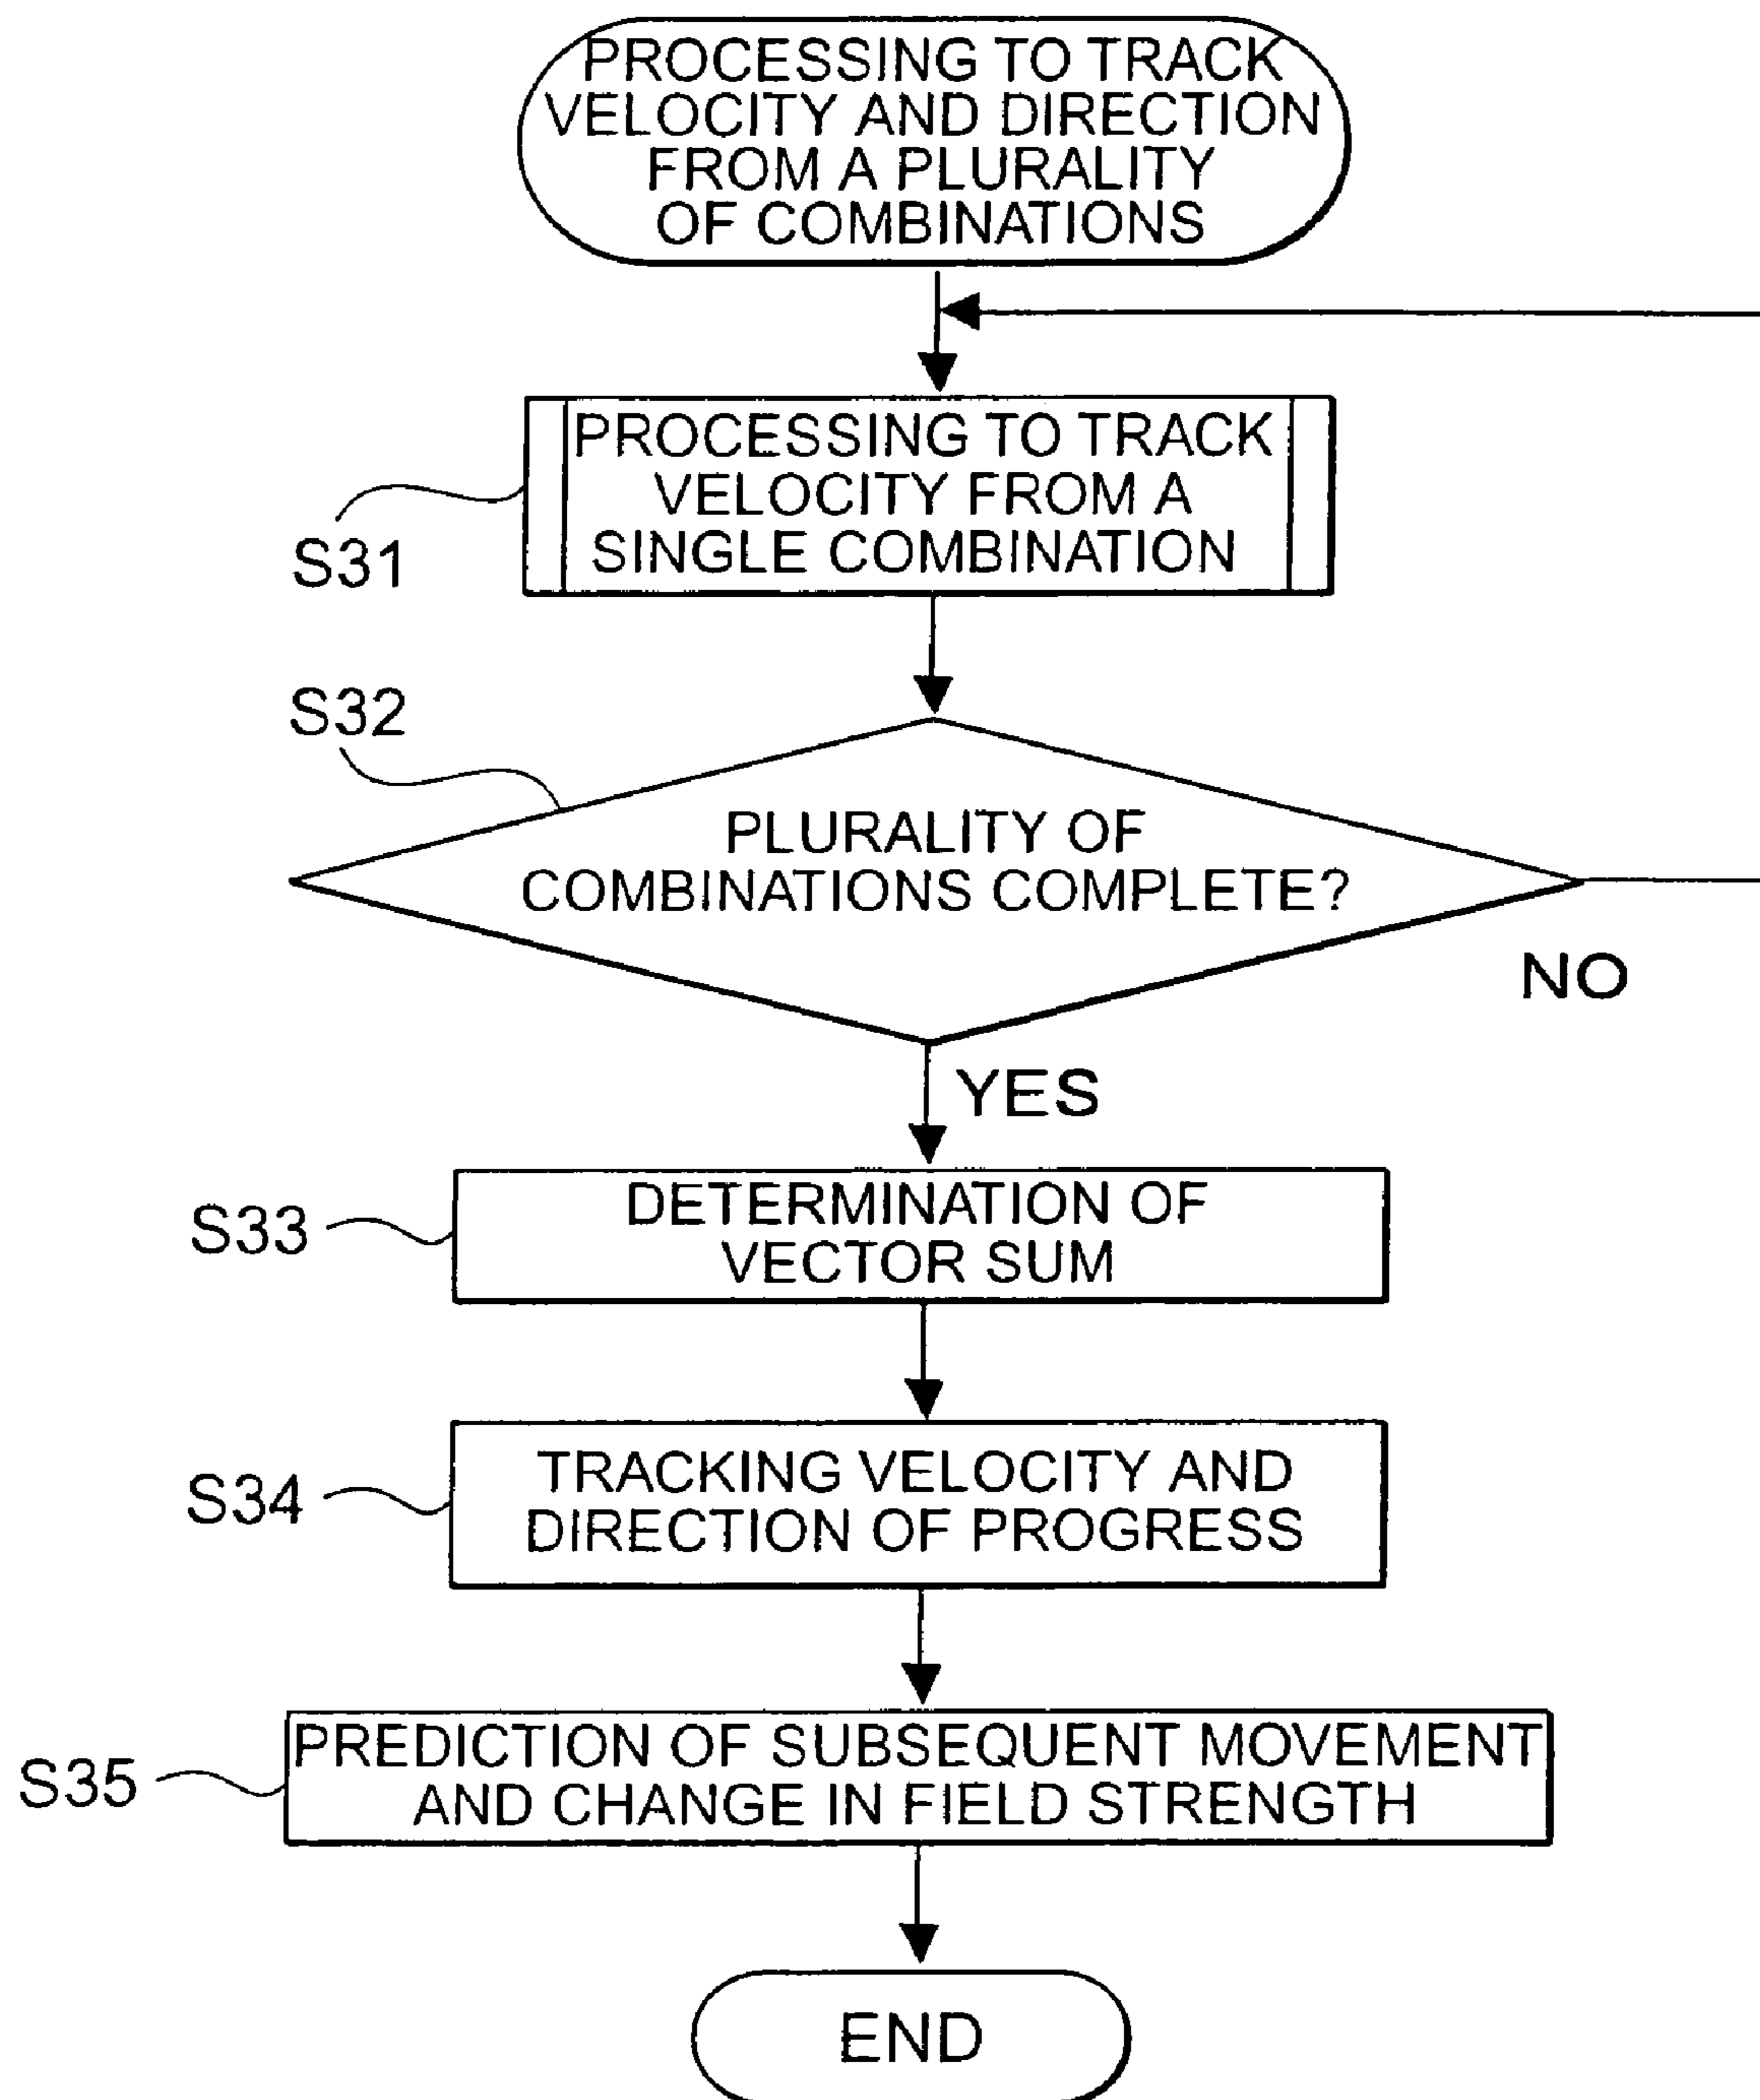 PROCESSING TO TRACK
VELOCITY AND DIRECTION
FROM A PLURALITY
OF COMBINATIONS
PROCESSING TO TRACK
VELOCITY FROM A
SINGLE COMBINATION
S31
S32
PLURALITY OF
COMBINATIONS COMPLETE?
NO
YES
S33
DETERMINATION OF
VECTOR SUM
S34
TRACKING VELOCITY AND
DIRECTION OF PROGRESS
S35
PREDICTION OF SUBSEQUENT MOVEMENT
AND CHANGE IN FIELD STRENGTH
END